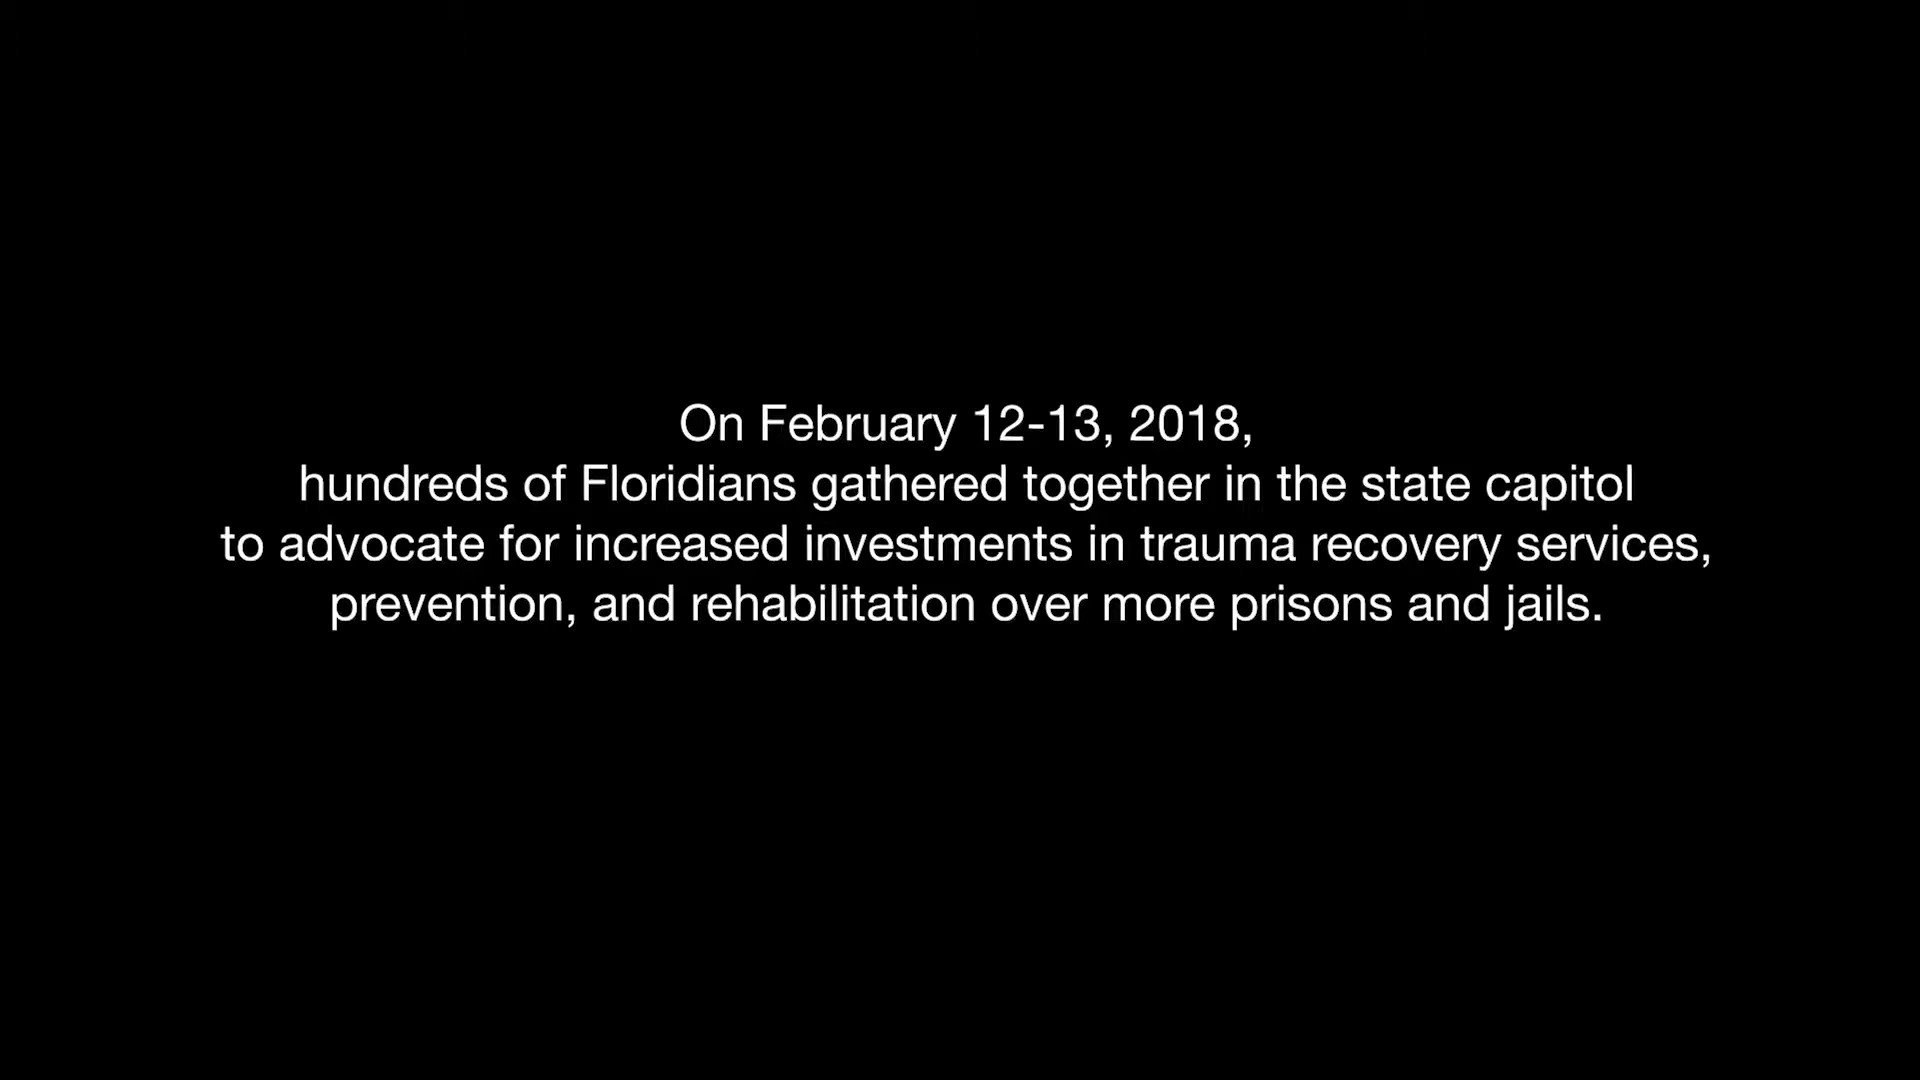 On February 12-13, 2018,
hundreds of Floridians gathered together in the state capitol
to advocate for increased investments in trauma recovery services,
prevention, and rehabilitation over more prisons and jails.